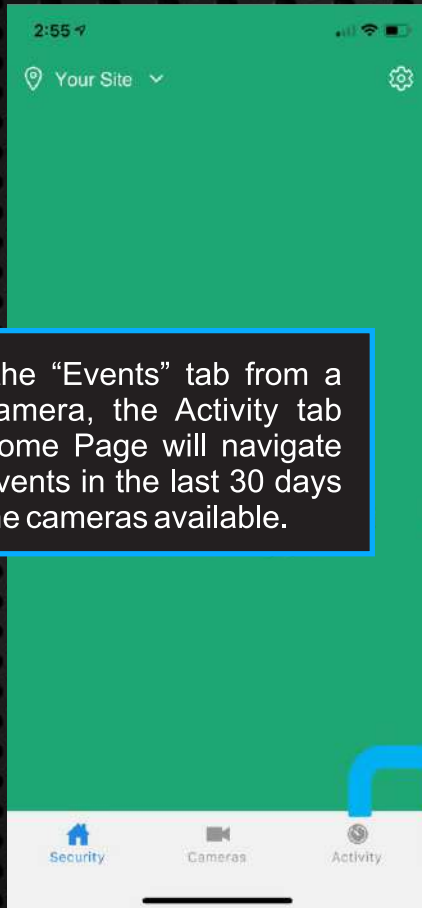 2:55
Your Site
the “Events” tab from a
amera, the Activity tab
ome Page will navigate
vents in the last 30 days
he cameras available.
Security Cameras Activity